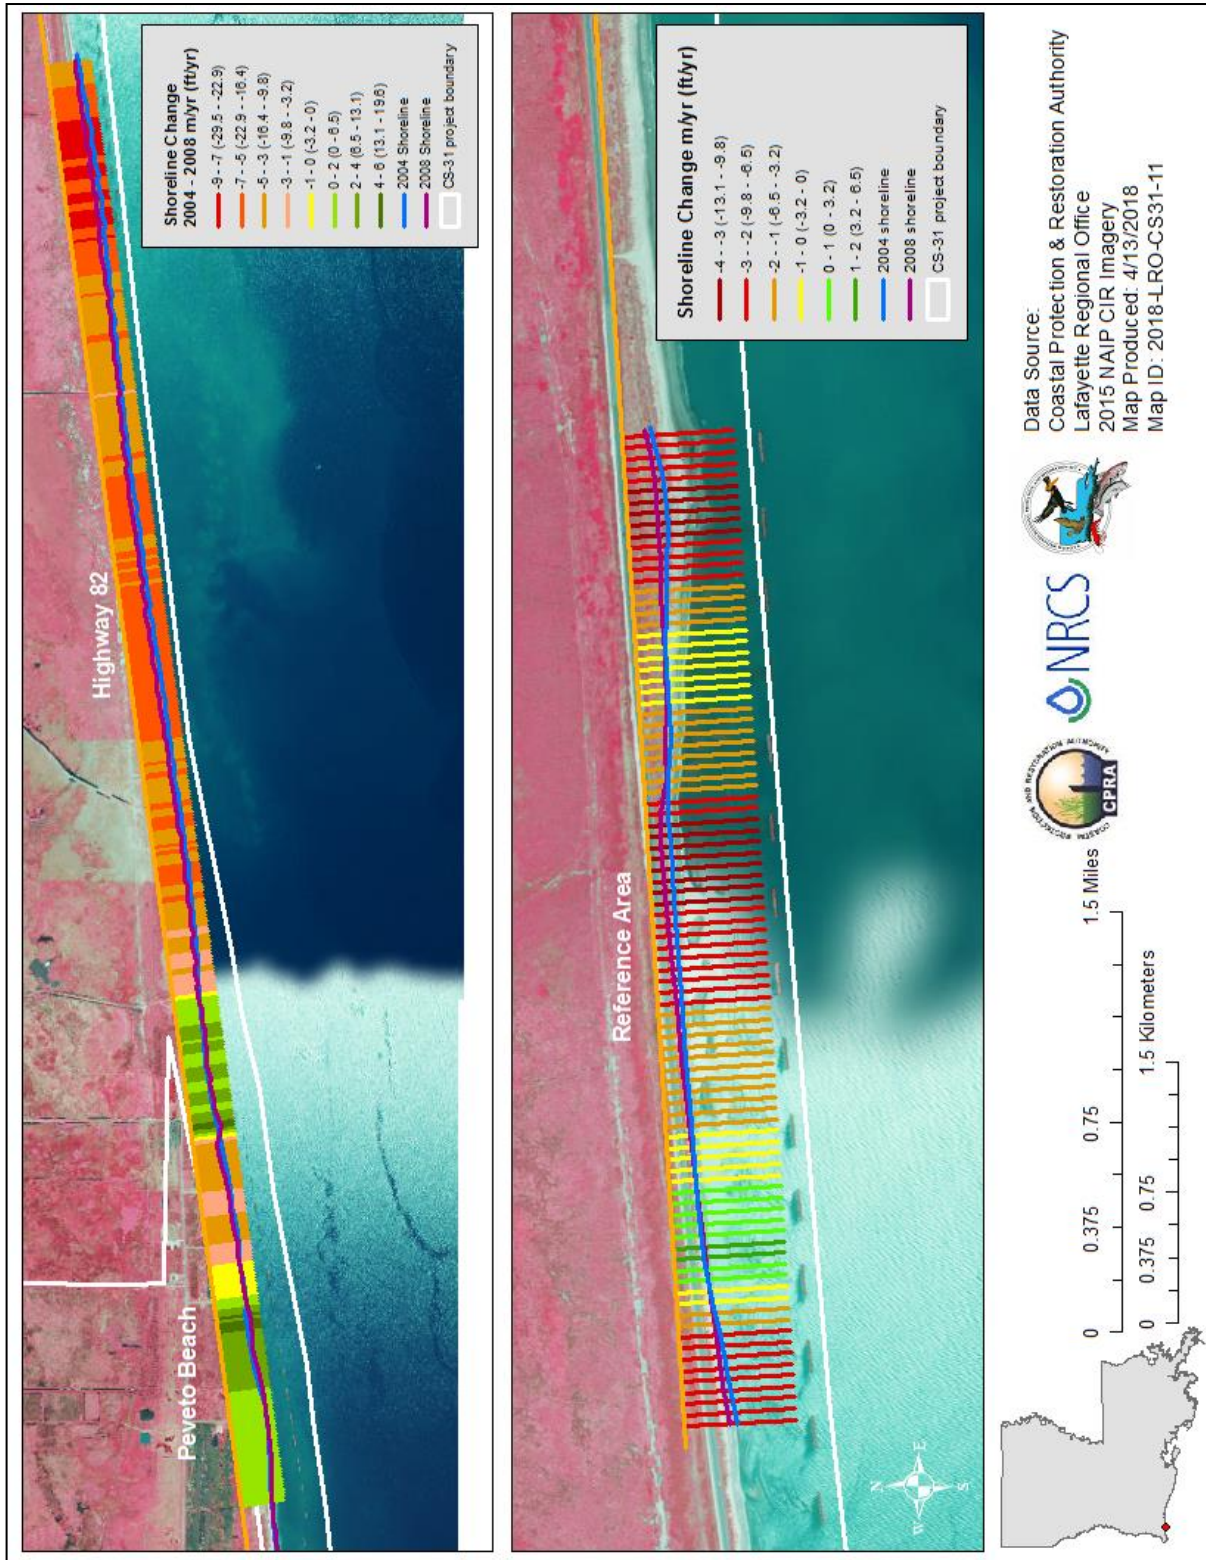 Highway 82
Peveto Beach
Shoreline Change
2004 - 2008 m/yr (ft/yr)
-9 - -7 (-29.5 - -22.9)
-7 - -5 (-22.9 - -16.4)
-5 - -3 (-16.4 - -9.8)
-3 - -1 (-9.8 - -3.2)
-1 - 0 (-3.2 - 0)
0 - 2 (0 - 6.5)
2 - 4 (6.5 - 13.1)
4 - 6 (13.1 - 19.6)
2004 Shoreline
2008 Shoreline
CS-31 project boundary
Reference Area
Shoreline Change m/yr (ft/yr)
-4 - -3 (-13.1 - -9.8)
-3 - -2 (-9.8 - -6.5)
-2 - -1 (-6.5 - -3.2)
-1 - 0 (-3.2 - 0)
0 - 1 (0 - 3.2)
1 - 2 (3.2 - 6.5)
2004 shoreline
2008 shoreline
CS-31 project boundary
N
W
E
S
0 0.375 0.75 1.5 Miles
0 0.375 0.75 1.5 Kilometers
COASTAL PROTECTION AND RESTORATION AUTHORITY
CPRA
NRCS
Data Source:
Coastal Protection & Restoration Authority
Lafayette Regional Office
2015 NAIP CIR Imagery
Map Produced: 4/13/2018
Map ID: 2018-LRO-CS31-11